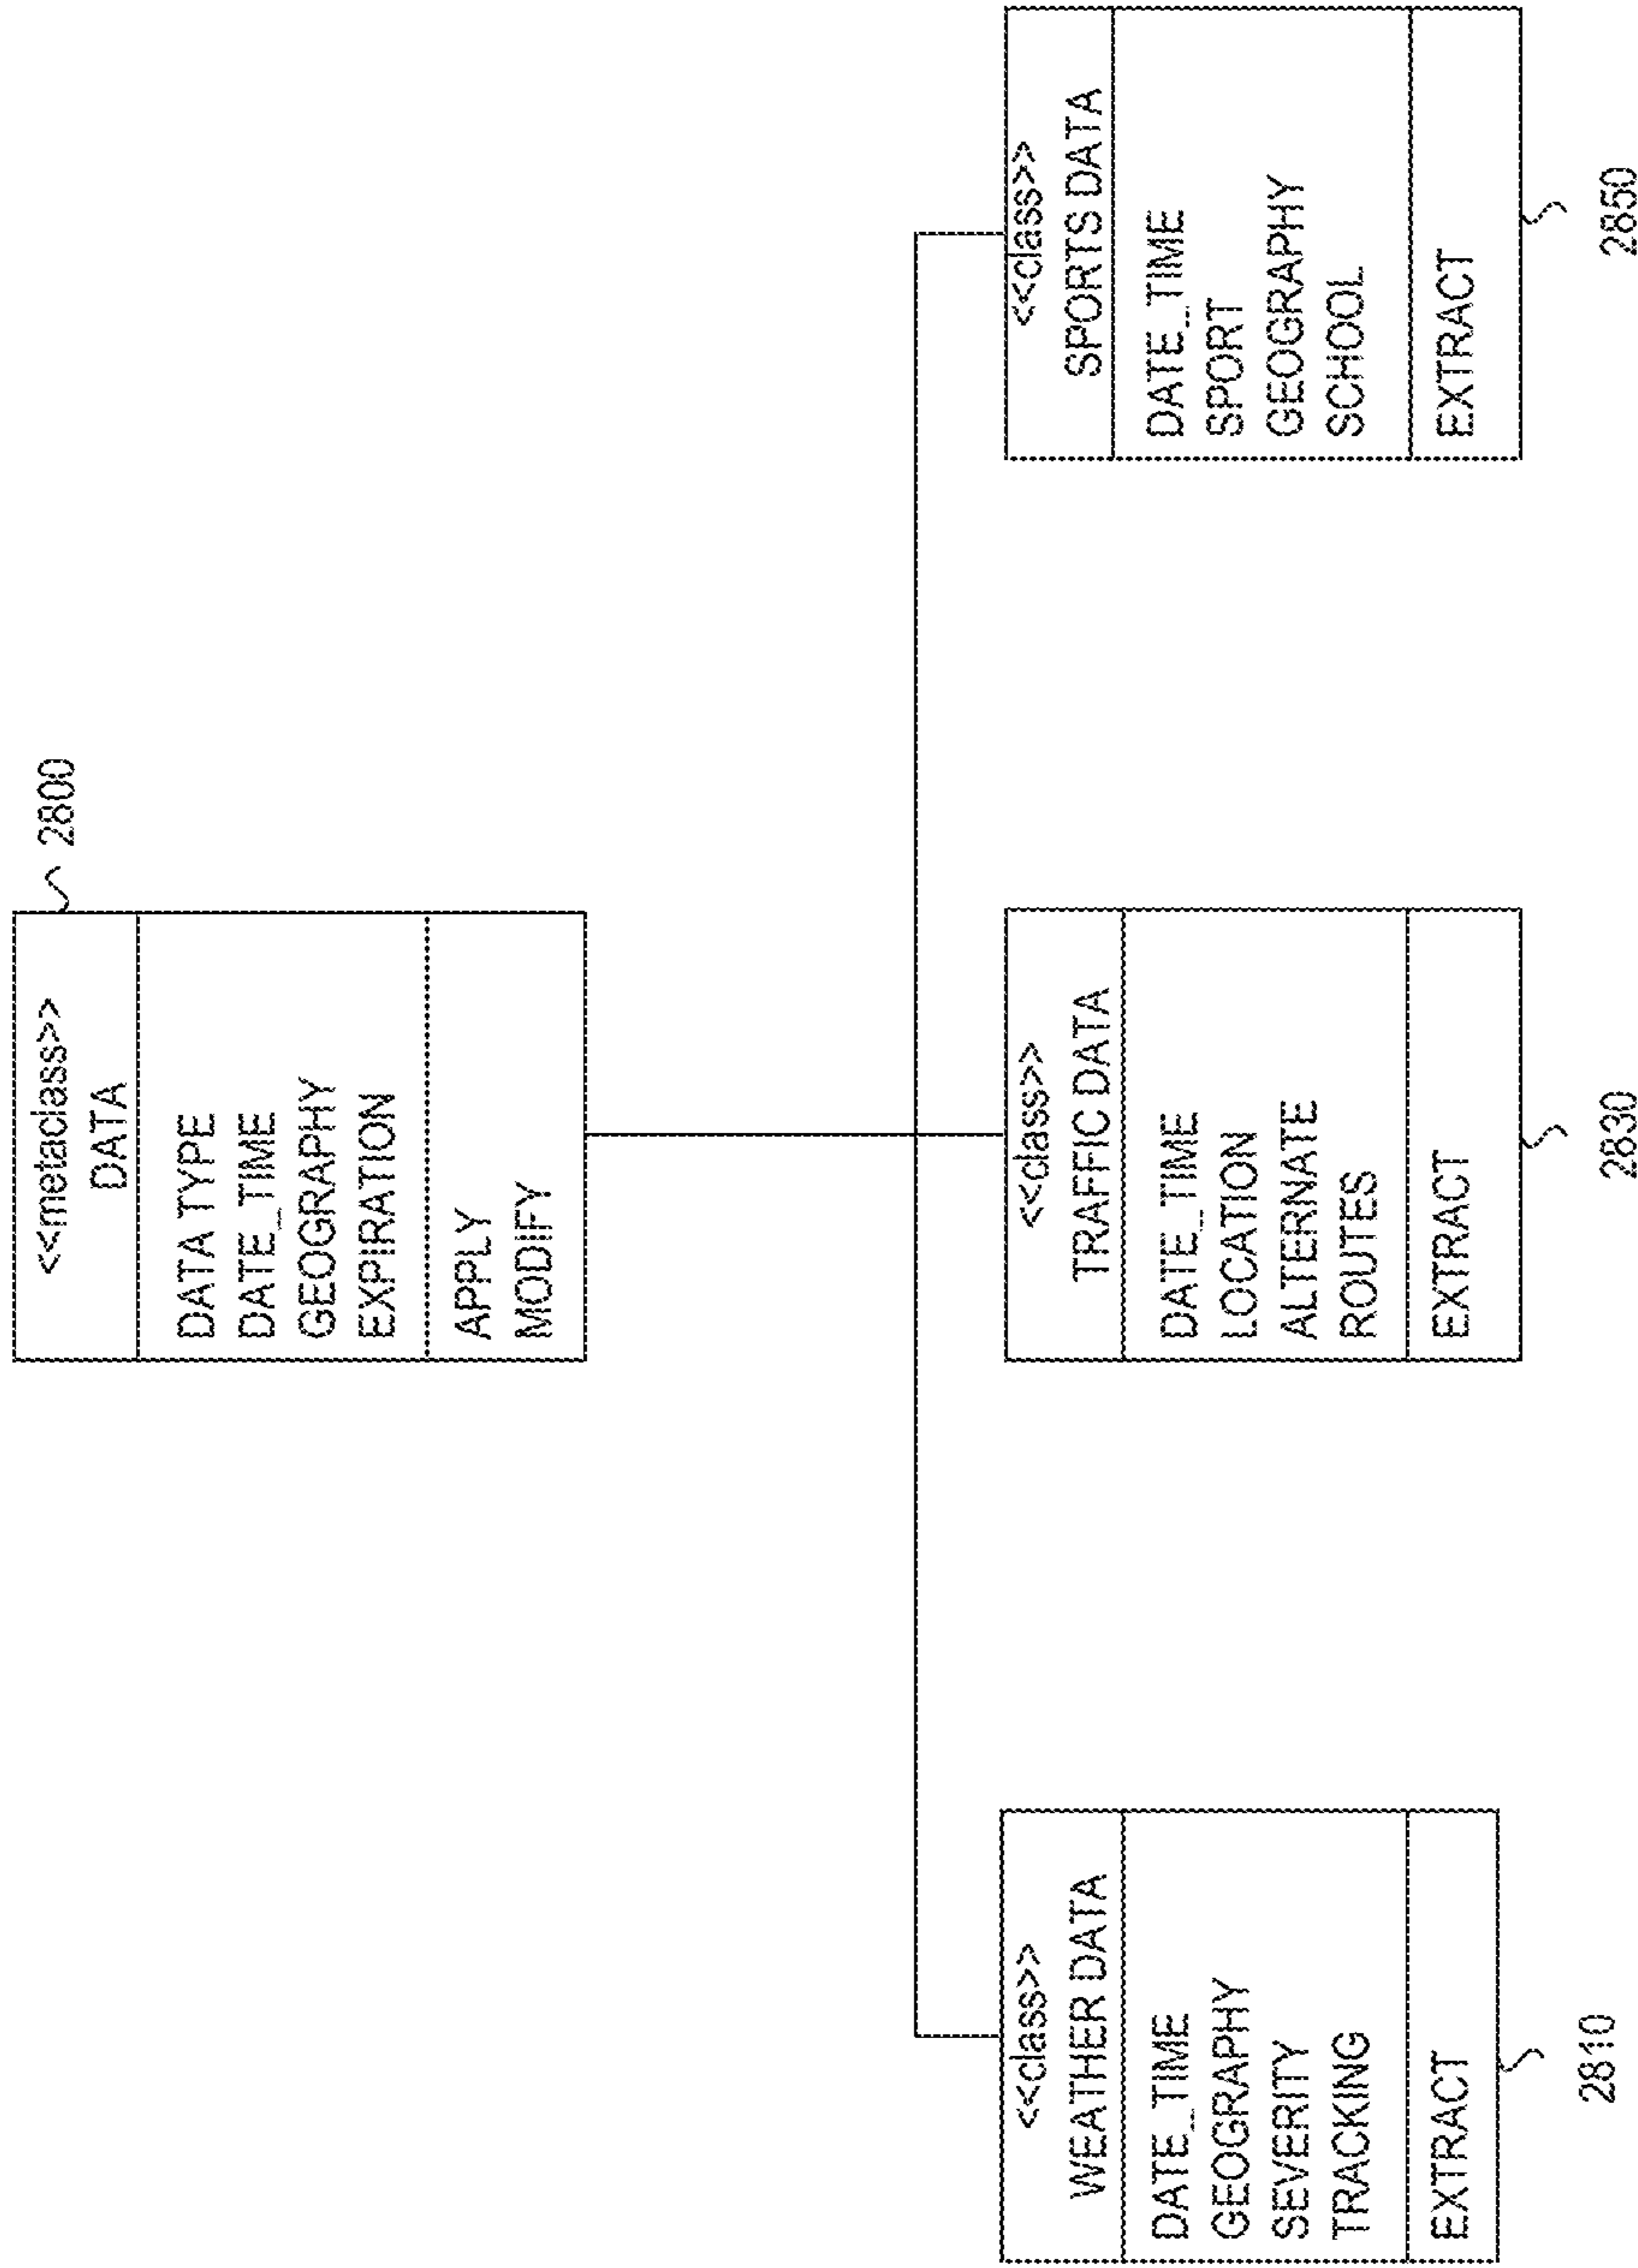 <<metaclass>>
DATA
DATA TYPE
DATE_TIME
GEOGRAPHY
EXPIRATION
APPLY
MODIFY
2800
<<class>>
WEATHER DATA
DATE_TIME
GEOGRAPHY
SEVERITY
TRACKING
EXTRACT
2810
<<class>>
TRAFFIC DATA
DATE_TIME
LOCATION
ALTERNATE
ROUTES
EXTRACT
2830
<<class>>
SPORTS DATA
DATE_TIME
SPORT
GEOGRAPHY
SCHOOL
EXTRACT
2850